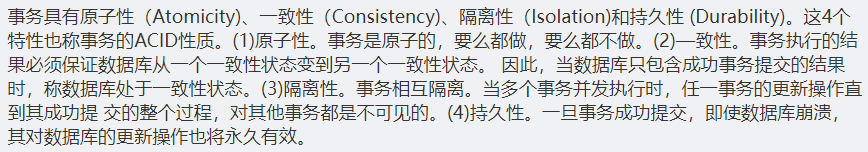 事务具有原子性（Atomicity)、一致性（Consistency)、隔离性（Isolation)和持久性 (Durability)。这4个
特性也称事务的ACID性质。(1)原子性。事务是原子的，要么都做，要么都不做。(2)—致性。事务执行的结
果必须保证数据库从一个一致性状态变到另一个一致性状态。 因此，当数据库只包含成功事务提交的结果
时，称数据库处于一致性状态。(3)隔离性。事务相互隔离。当多个事务并发执行时，任一事务的更新操作直
到其成功提 交的整个过程，对其他事务都是不可见的。(4)持久性。一旦事务成功提交，即使数据库崩溃，
其对数据库的更新操作也将永久有效。